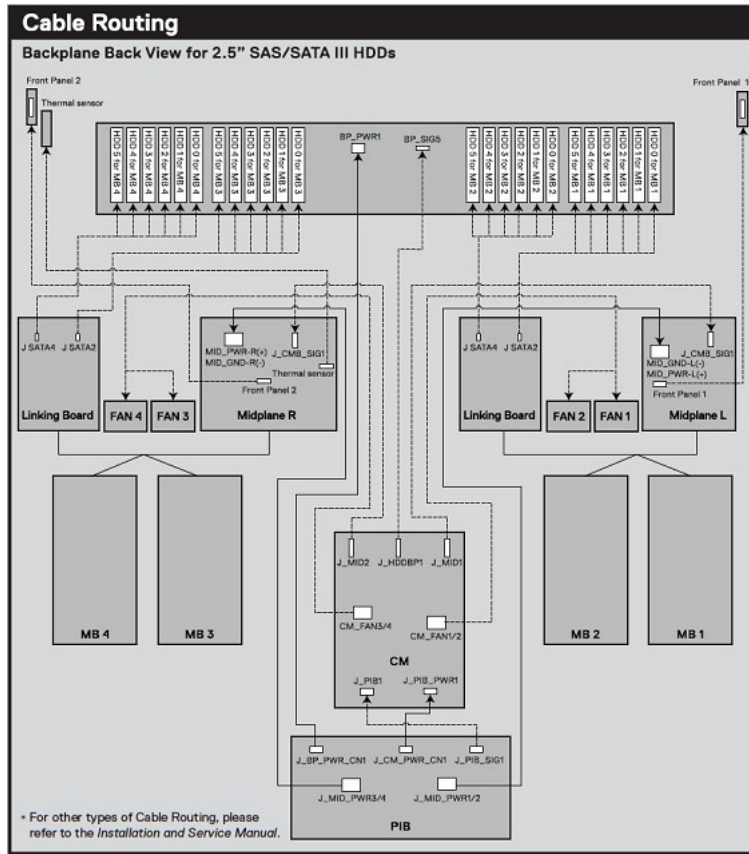 Cable Routing
Backplane Back View for 2.5" SAS/SATA III HDDs
Front Panel 2
Thermal sensor
Front Panel 1
BP_PWR1
BP_SIG5
HDD 5 for MB 4
HDD 4 for MB 4
HDD 3 for MB 4
HDD 2 for MB 4
HDD 1 for MB 4
HDD 0 for MB 4
HDD 5 for MB 3
HDD 4 for MB 3
HDD 3 for MB 3
HDD 2 for MB 3
HDD 1 for MB 3
HDD 0 for MB 3
HDD 5 for MB 2
HDD 4 for MB 2
HDD 3 for MB 2
HDD 2 for MB 2
HDD 1 for MB 2
HDD 0 for MB 2
HDD 5 for MB 1
HDD 4 for MB 1
HDD 3 for MB 1
HDD 2 for MB 1
HDD 1 for MB 1
HDD 0 for MB 1
J SATA4
J SATA2
Linking Board
FAN 4
FAN 3
MID_PWR-R(+)
MID_GND-R(-)
J_CMB_SIG1
Thermal sensor
Front Panel 2
Midplane R
J SATA4
J SATA2
Linking Board
FAN 2
FAN 1
MID_GND-L(-)
MID_PWR-L(+)
J_CMB_SIG1
Front Panel 1
Midplane L
MB 4
MB 3
MB 2
MB 1
J_MID2
J_HDDBP1
J_MID1
CM_FAN3/4
CM_FAN1/2
CM
J_PIB1
J_PIB_PWR1
J_BP_PWR_CN1
J_CM_PWR_CN1
J_PIB_SIG1
J_MID_PWR3/4
J_MID_PWR1/2
PIB
* For other types of Cable Routing, please
refer to the Installation and Service Manual.